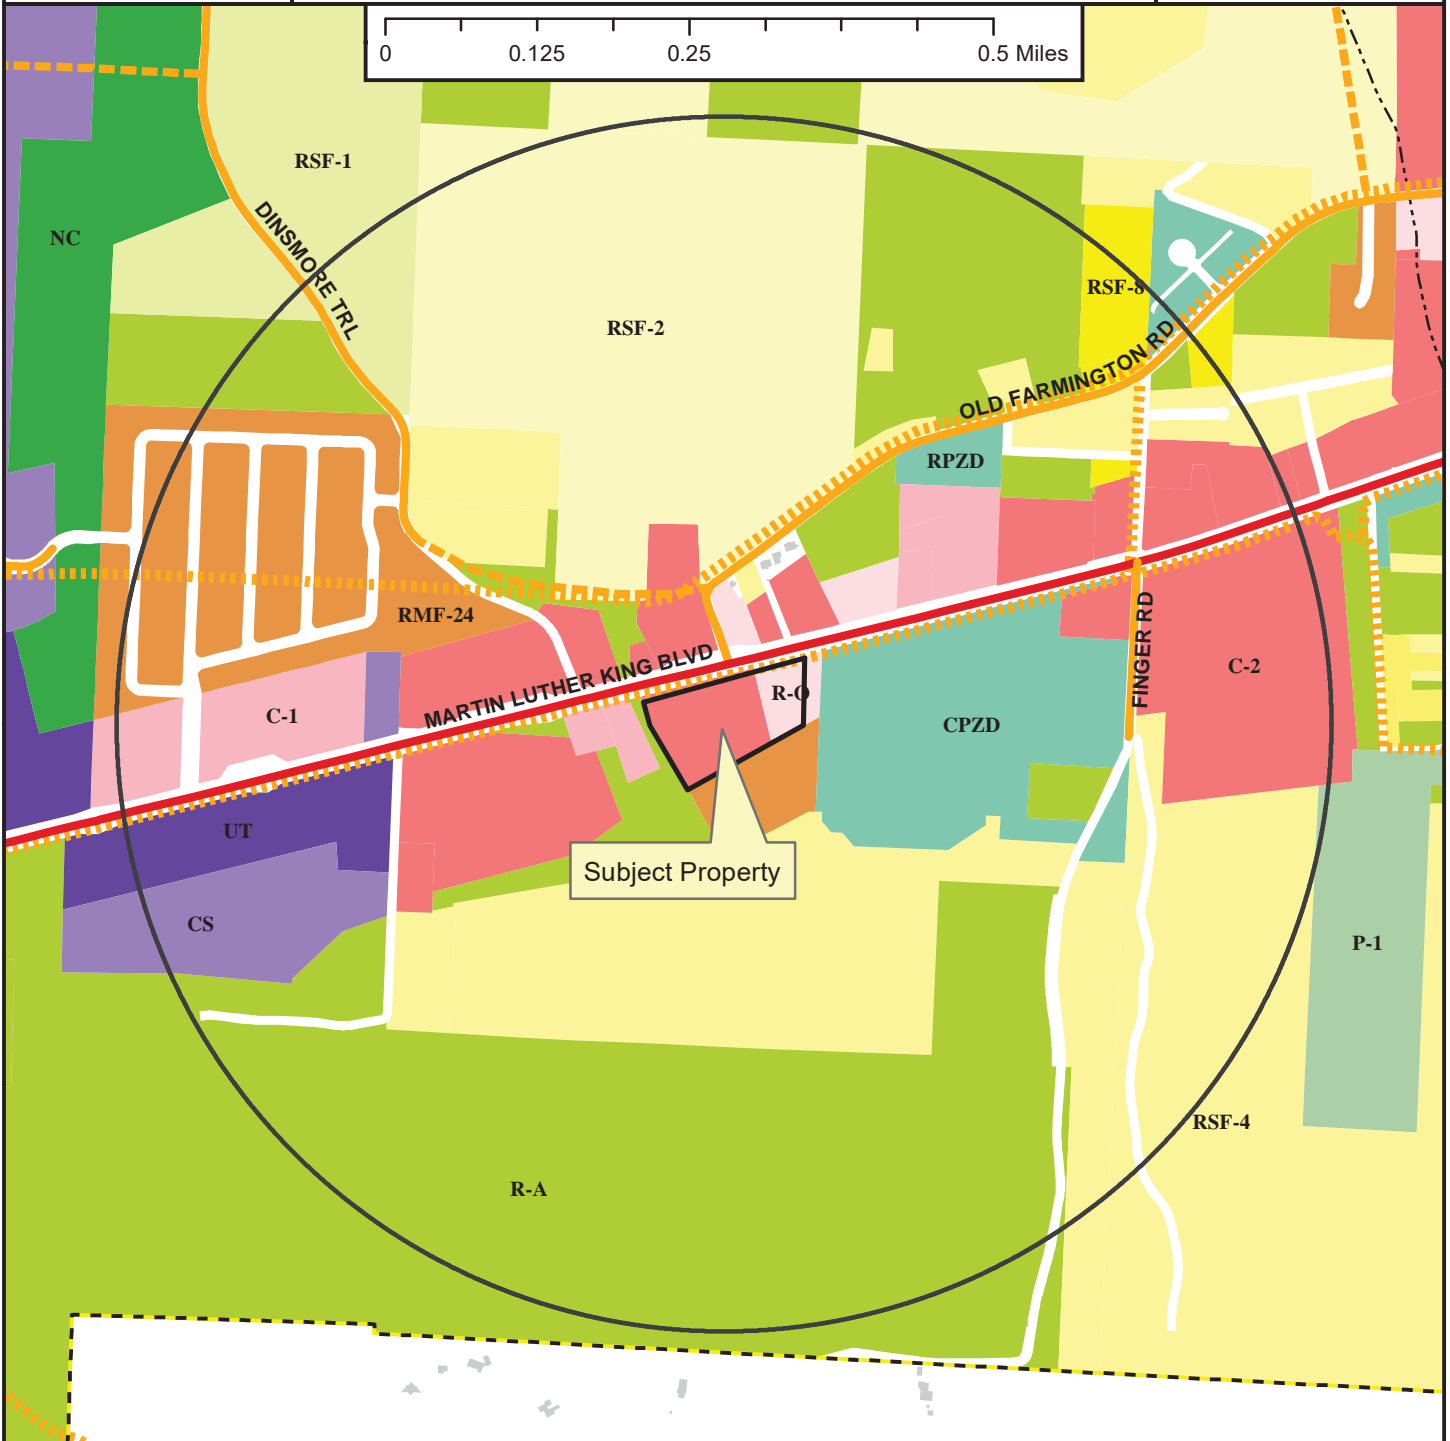 0 0.125 0.25 0.5 Miles
RSF-1
DINSMORE TRL
NC
RSF-2
RSF-8
OLD FARMINGTON RD
RPZD
RMF-24
MARTIN LUTHER KING BLVD
FINGER RD
C-2
R-O
C-1
CPZD
UT
Subject Property
CS
P-1
RSF-4
R-A